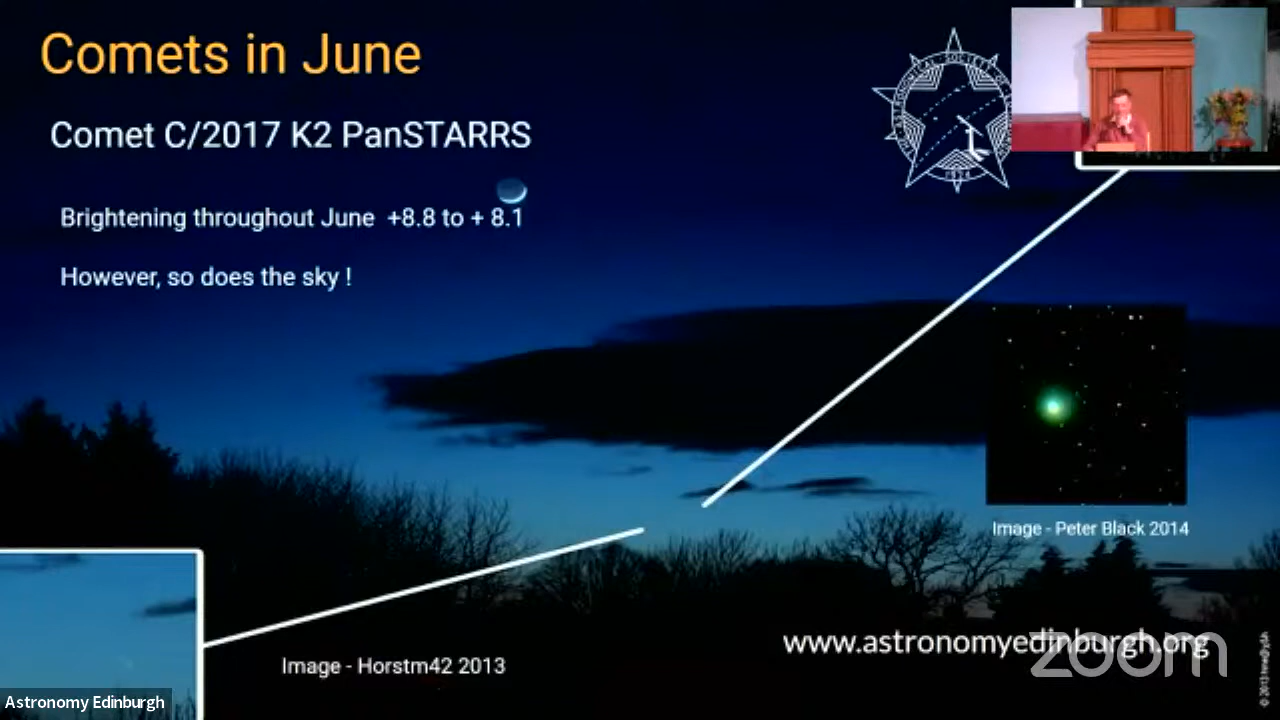 Comets in June
Comet C/2017 K2 PanSTARRS
Brightening throughout June +8.8 to + 8.1
However, so does the sky !
1924
Image - Peter Black 2014
www.astronomyedinburgh.org
zoom
Image - Horstm42 2013
Astronomy Edinburgh